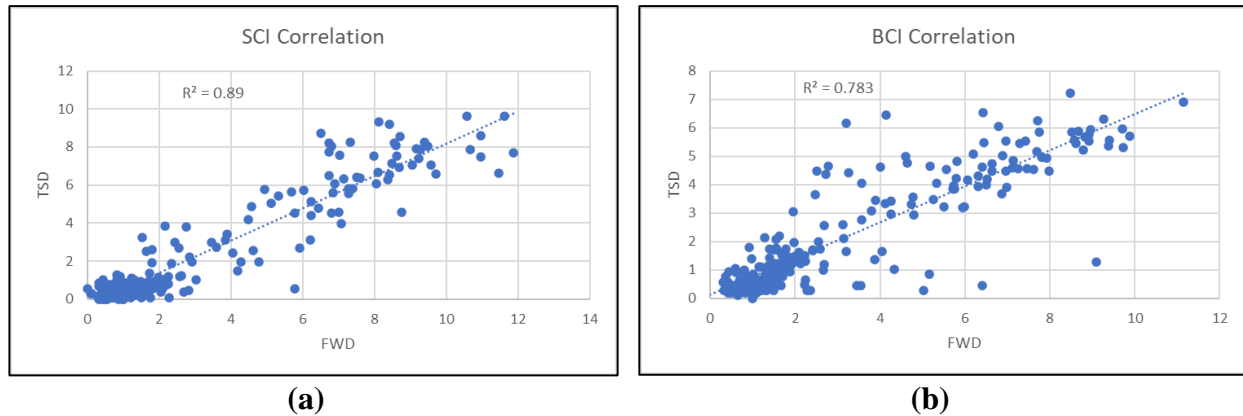 SCI Correlation
R² = 0.89
12
10
8
6
4
2
0
TSD
0 2 4 6 8 10 12 14
FWD
(a)
BCI Correlation
R² = 0.783
8
7
6
5
4
3
2
1
0
TSD
0 2 4 6 8 10 12
FWD
(b)